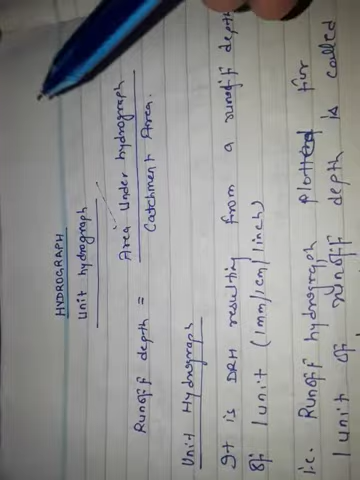 HYDROGRAPH
Unit hydrograph
Runoff depth = Area Under hydrograph
Catchment Area.
Unit Hydrograph
It is DRH resulting from a runoff depth
of 1 unit (1mm/1cm/1inch)
i.e. Runoff hydrograph plotted for
1 unit of runoff depth is called